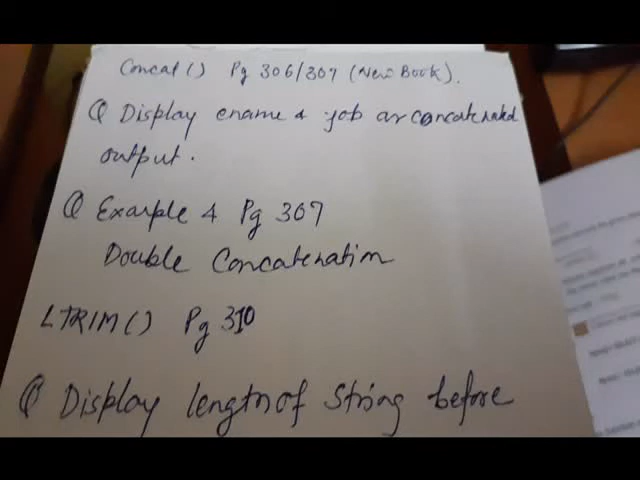 Concat() Pg 306/307 (New Book).
Q Display ename & job as concatenated
output.
Q Example 4 Pg 307
Double Concatenation
LTRIM() Pg 310
Q Display length of String before